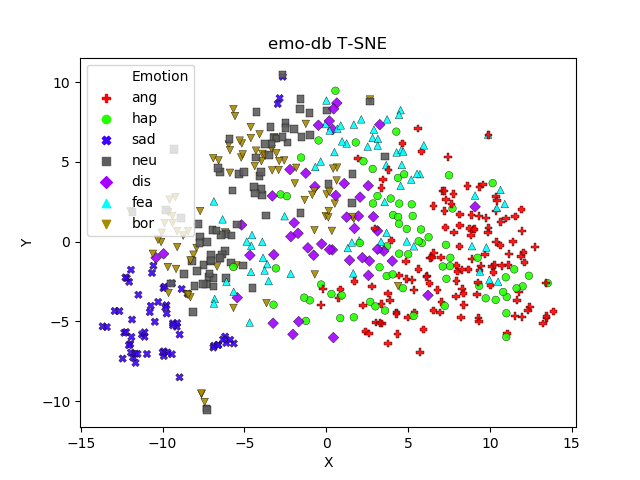 emo-db T-SNE
Emotion
ang
hap
sad
neu
dis
fea
bor
10
5
0
−5
−10
Y
−15
−10
−5
0
5
10
15
X